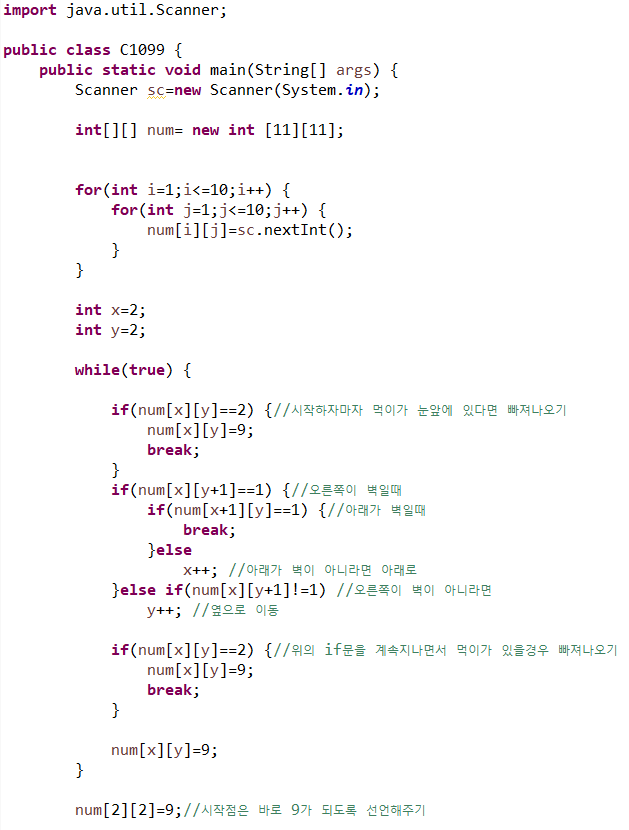 import java.util.Scanner;
public class C1099 {
public static void main(String[] args) {
Scanner sc=new Scanner(System.in);
int[][] num= new int [11][11];
for(int i=1;i<=10;i++) {
for(int j=1;j<=10;j++) {
num[i][j]=sc.nextInt();
}
}
int x=2;
int y=2;
while(true) {
if(num[x][y]==2) {//시작하자마자 먹이가 눈앞에 있다면 빠져나오기
num[x][y]=9;
break;
}
if(num[x][y+1]==1) {//오른쪽이 벽일때
if(num[x+1][y]==1) {//아래가 벽일때
break;
}else
x++; //아래가 벽이 아니라면 아래로
}else if(num[x][y+1]!=1) //오른쪽이 벽이 아니라면
y++; //옆으로 이동
if(num[x][y]==2) {//위의 if문을 계속지나면서 먹이가 있을경우 빠져나오기
num[x][y]=9;
break;
}
num[x][y]=9;
}
num[2][2]=9;//시작점은 바로 9가 되도록 선언해주기